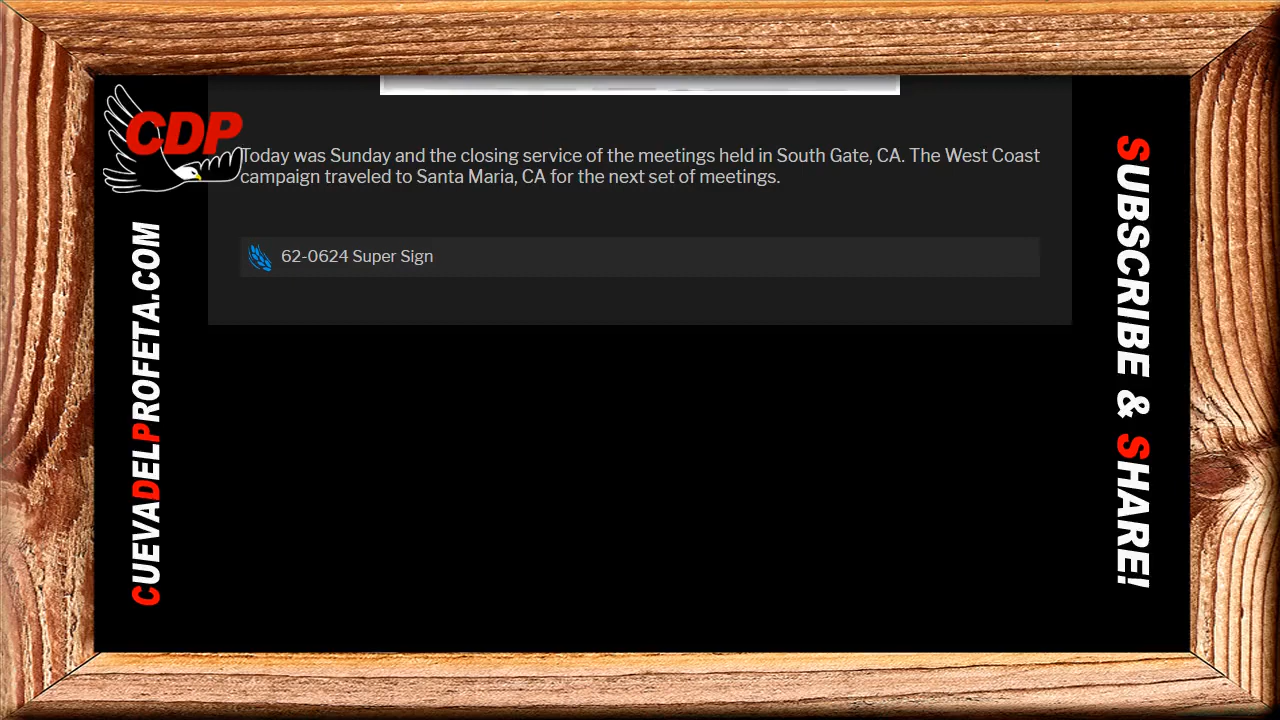 CDP
Today was Sunday and the closing service of the meetings held in South Gate, CA. The West Coast
campaign traveled to Santa Maria, CA for the next set of meetings.
62-0624 Super Sign
CUEVADELPROFETA.COM
SUBSCRIBE & SHARE!